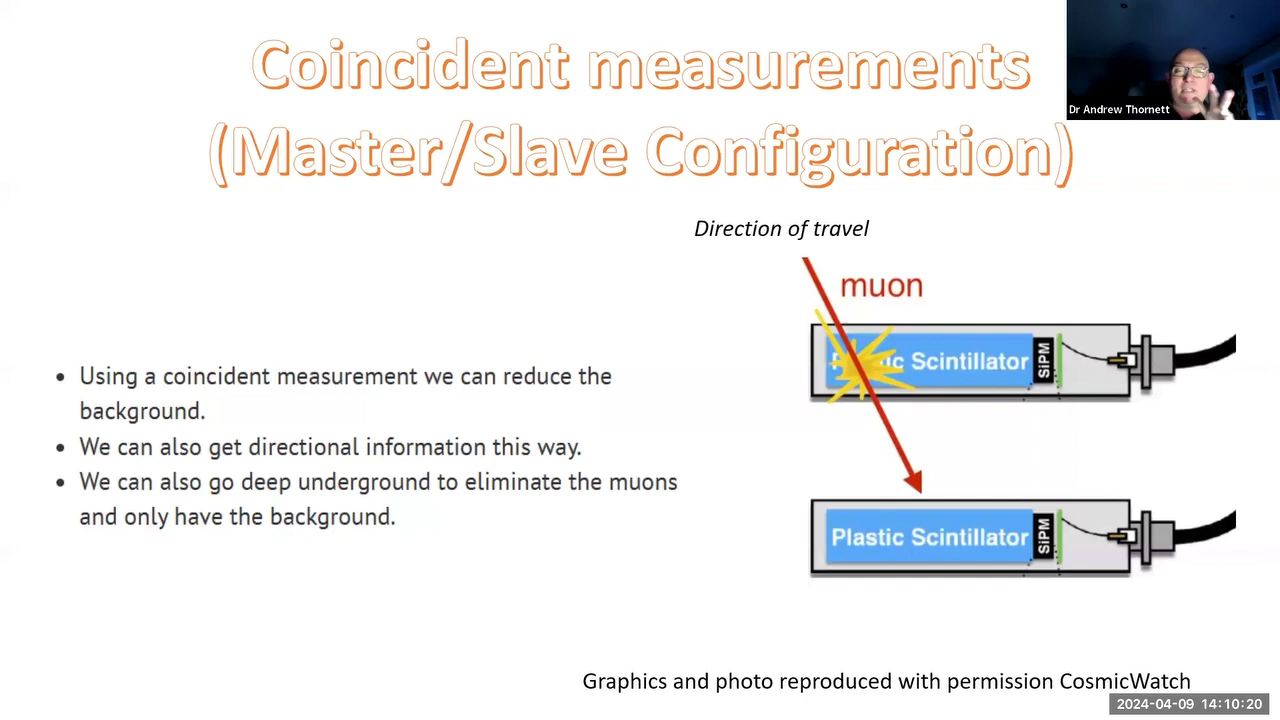 Coincident measurements
(Master/Slave Configuration)
Dr Andrew Thornett
Direction of travel
muon
Scintillator
SiPM
• Using a coincident measurement we can reduce the
background.
• We can also get directional information this way.
• We can also go deep underground to eliminate the muons
and only have the background.
Plastic Scintillator
SiPM
Graphics and photo reproduced with permission CosmicWatch
2024-04-09 14:10:20